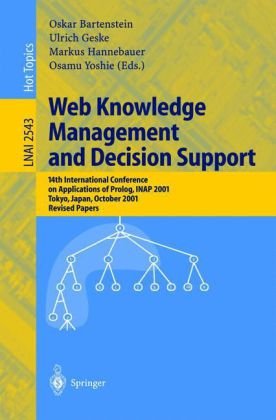 Oskar Bartenstein
Ulrich Geske
Markus Hannebauer
Osamu Yoshie (Eds.)
Hot Topics
LNAI 2543
Web Knowledge
Management
and Decision Support
14th International Conference
on Applications of Prolog, INAP 2001
Tokyo, Japan, October 2001
Revised Papers
Springer